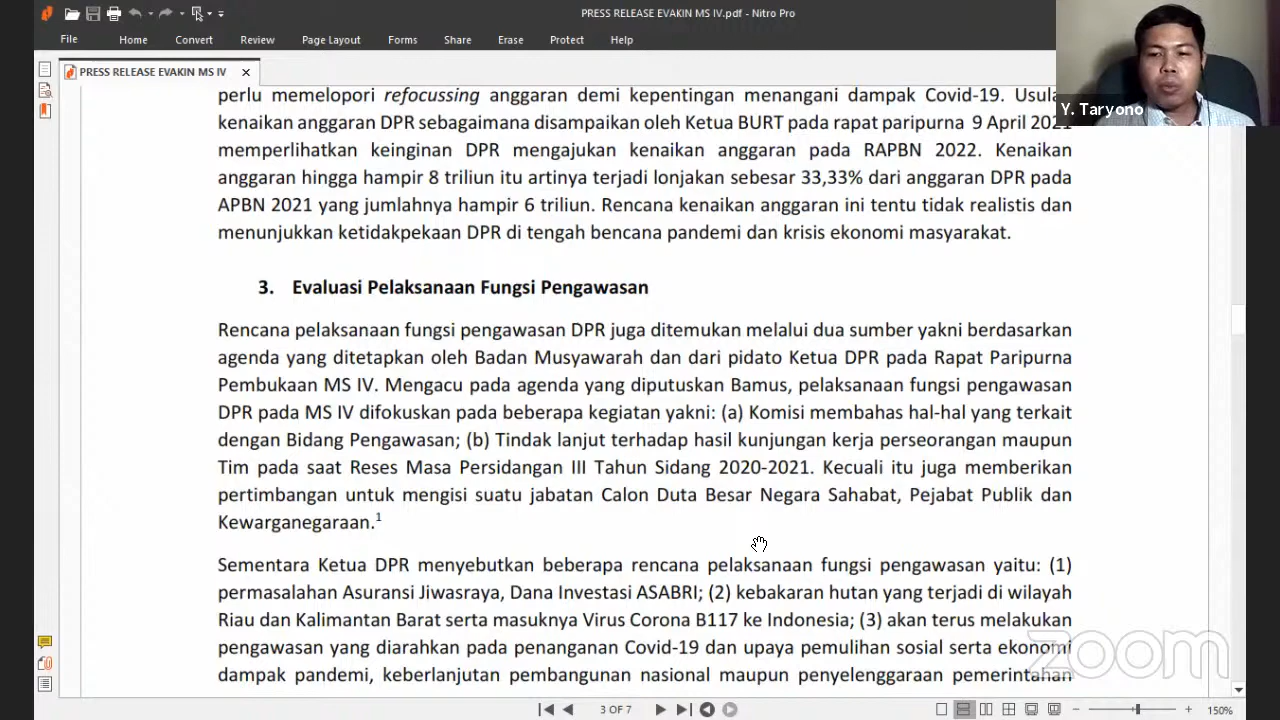 PRESS RELEASE EVAKIN MS IV.pdf - Nitro Pro
File Home Convert Review Page Layout Forms Share Erase Protect Help
PRESS RELEASE EVAKIN MS IV
Y. Taryono
perlu memelopori refocussing anggaran demi kepentingan menangani dampak Covid-19. Usulan
kenaikan anggaran DPR sebagaimana disampaikan oleh Ketua BURT pada rapat paripurna 9 April 2021
memperlihatkan keinginan DPR mengajukan kenaikan anggaran pada RAPBN 2022. Kenaikan
anggaran hingga hampir 8 triliun itu artinya terjadi lonjakan sebesar 33,33% dari anggaran DPR pada
APBN 2021 yang jumlahnya hampir 6 triliun. Rencana kenaikan anggaran ini tentu tidak realistis dan
menunjukkan ketidakpekaan DPR di tengah bencana pandemi dan krisis ekonomi masyarakat.
3. Evaluasi Pelaksanaan Fungsi Pengawasan
Rencana pelaksanaan fungsi pengawasan DPR juga ditemukan melalui dua sumber yakni berdasarkan
agenda yang ditetapkan oleh Badan Musyawarah dan dari pidato Ketua DPR pada Rapat Paripurna
Pembukaan MS IV. Mengacu pada agenda yang diputuskan Bamus, pelaksanaan fungsi pengawasan
DPR pada MS IV difokuskan pada beberapa kegiatan yakni: (a) Komisi membahas hal-hal yang terkait
dengan Bidang Pengawasan; (b) Tindak lanjut terhadap hasil kunjungan kerja perseorangan maupun
Tim pada saat Reses Masa Persidangan III Tahun Sidang 2020-2021. Kecuali itu juga memberikan
pertimbangan untuk mengisi suatu jabatan Calon Duta Besar Negara Sahabat, Pejabat Publik dan
Kewarganegaraan.1
Sementara Ketua DPR menyebutkan beberapa rencana pelaksanaan fungsi pengawasan yaitu: (1)
permasalahan Asuransi Jiwasraya, Dana Investasi ASABRI; (2) kebakaran hutan yang terjadi di wilayah
Riau dan Kalimantan Barat serta masuknya Virus Corona B117 ke Indonesia; (3) akan terus melakukan
pengawasan yang diarahkan pada penanganan Covid-19 dan upaya pemulihan sosial serta ekonomi
dampak pandemi, keberlanjutan pembangunan nasional maupun penyelenggaraan pemerintahan
zoom
3 OF 7
150%